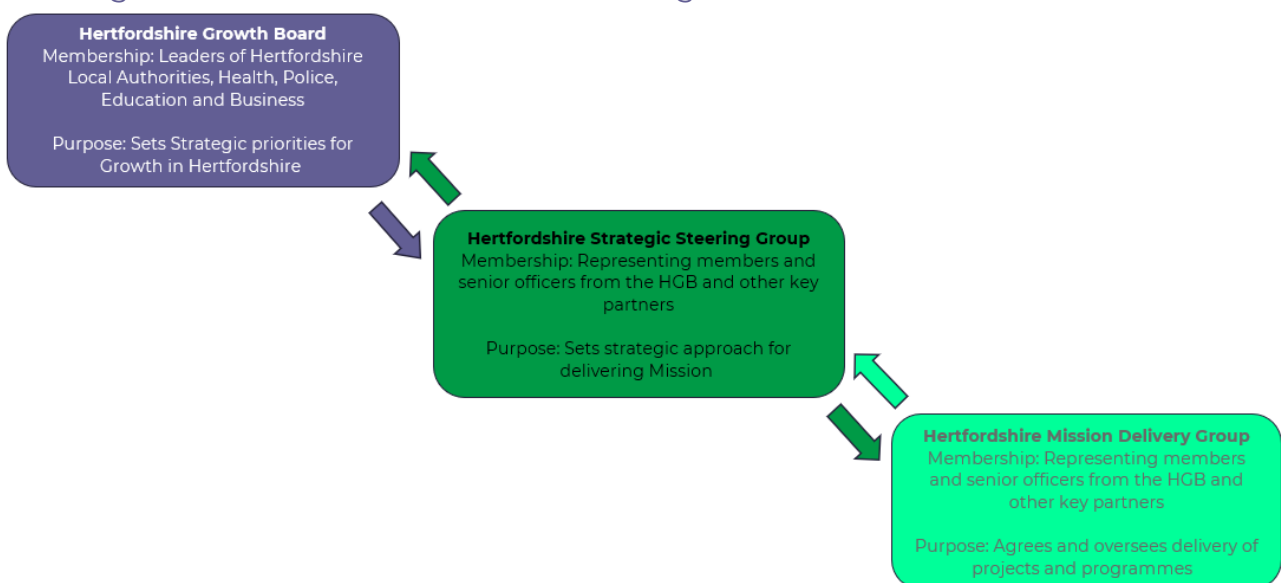 Hertfordshire Growth Board
Membership: Leaders of Hertfordshire
Local Authorities, Health, Police,
Education and Business
Purpose: Sets Strategic priorities for
Growth in Hertfordshire
Hertfordshire Strategic Steering Group
Membership: Representing members and
senior officers from the HGB and other key
partners
Purpose: Sets strategic approach for
delivering Mission
Hertfordshire Mission Delivery Group
Membership: Representing members
and senior officers from the HGB and
other key partners
Purpose: Agrees and oversees delivery of
projects and programmes